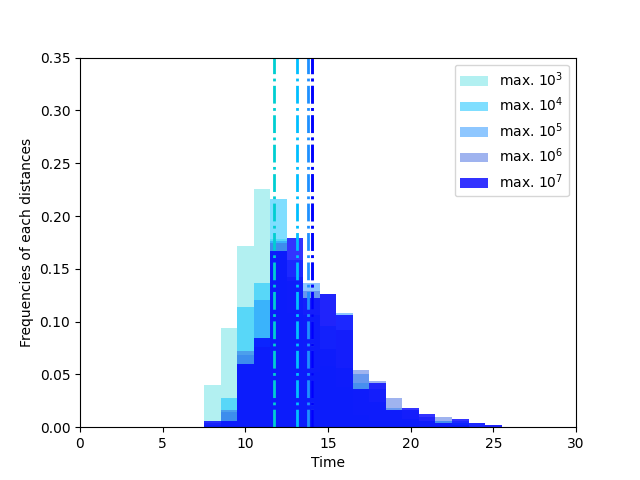 0.35
0.30
0.25
0.20
0.15
0.10
0.05
0.00
0 5 10 15 20 25 30
Time
Frequencies of each distances
max. 10³
max. 10⁴
max. 10⁵
max. 10⁶
max. 10⁷